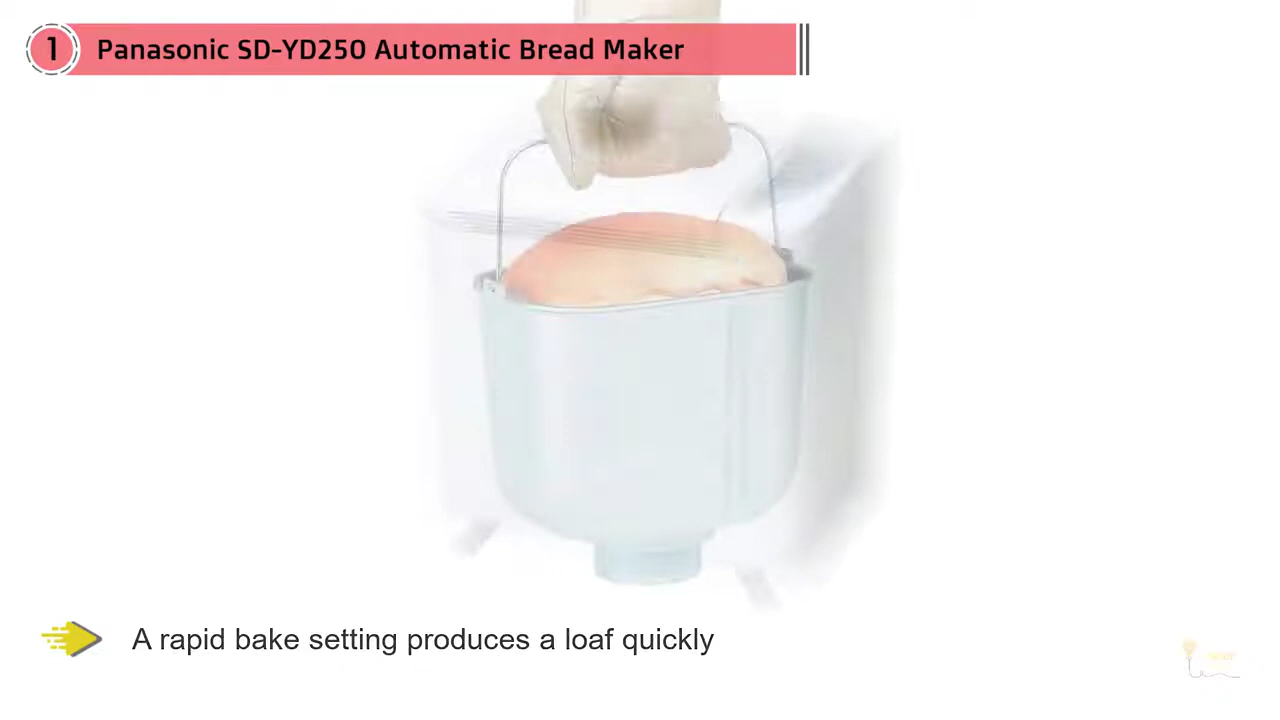 1
Panasonic SD-YD250 Automatic Bread Maker
A rapid bake setting produces a loaf quickly